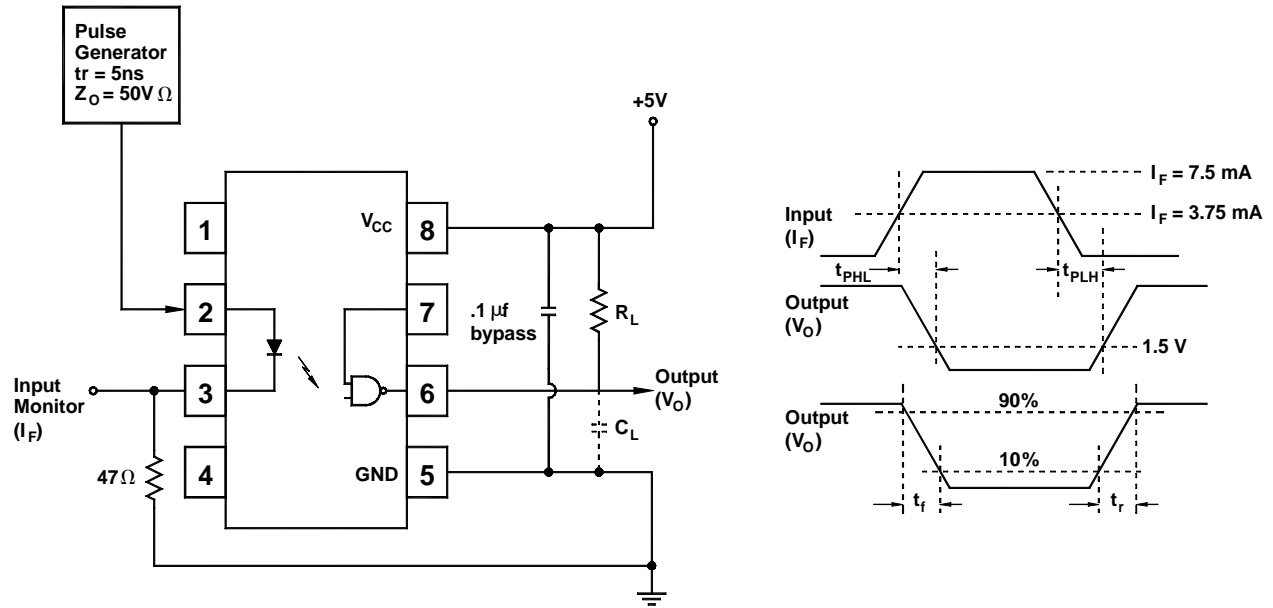 Pulse
Generator
tr = 5ns
Z_O = 50V Ω
+5V
1
V_CC
8
2
7
.1 µf
bypass
R_L
3
6
Input
Monitor
(I_F)
Output
(V_O)
C_L
47Ω
4
GND
5
I_F = 7.5 mA
Input
(I_F)
I_F = 3.75 mA
t_PHL
t_PLH
Output
(V_O)
1.5 V
Output
(V_O)
90%
10%
t_f
t_r